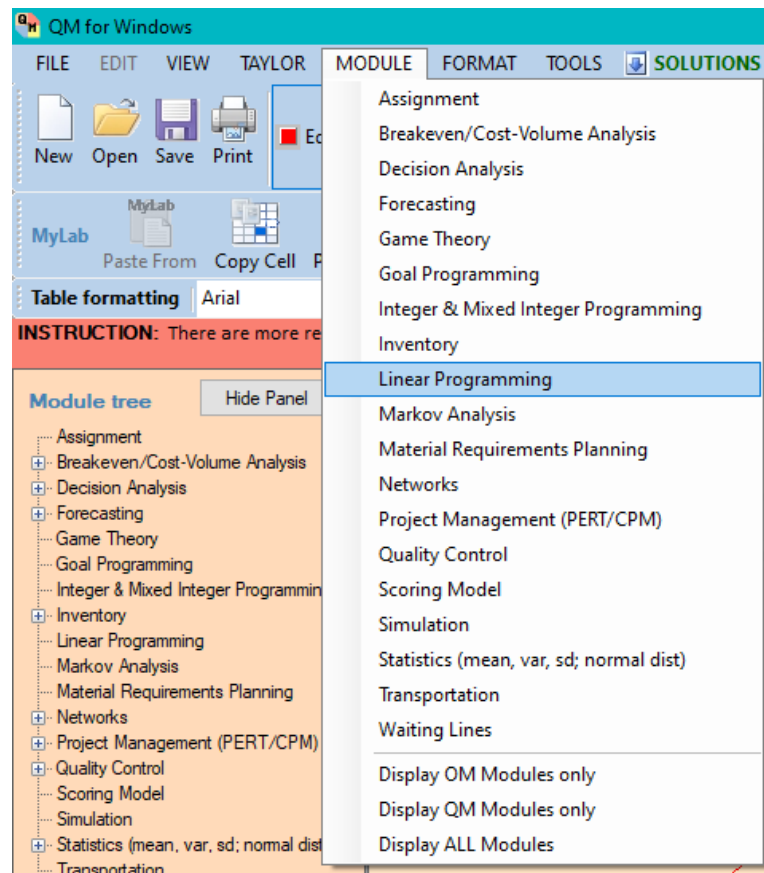 QM for Windows
FILE EDIT VIEW TAYLOR MODULE FORMAT TOOLS SOLUTIONS
New Open Save Print
MyLab
MyLab
Paste From Copy Cell
Table formatting Arial
INSTRUCTION: There are more re
Module tree Hide Panel
Assignment
Breakeven/Cost-Volume Analysis
Decision Analysis
Forecasting
Game Theory
Goal Programming
Integer & Mixed Integer Programmin
Inventory
Linear Programming
Markov Analysis
Material Requirements Planning
Networks
Project Management (PERT/CPM)
Quality Control
Scoring Model
Simulation
Statistics (mean, var, sd; normal dist
Transportation
Assignment
Breakeven/Cost-Volume Analysis
Decision Analysis
Forecasting
Game Theory
Goal Programming
Integer & Mixed Integer Programming
Inventory
Linear Programming
Markov Analysis
Material Requirements Planning
Networks
Project Management (PERT/CPM)
Quality Control
Scoring Model
Simulation
Statistics (mean, var, sd; normal dist)
Transportation
Waiting Lines
Display OM Modules only
Display QM Modules only
Display ALL Modules